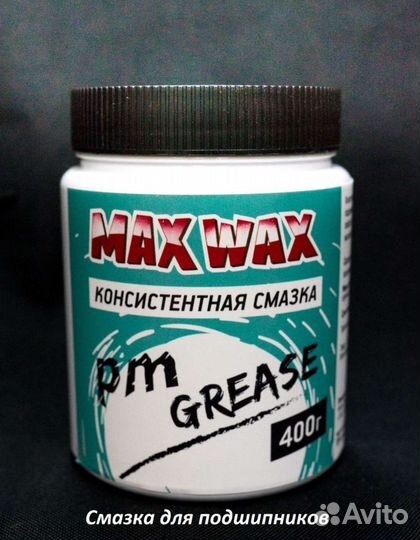 MAX WAX
КОНСИСТЕНТНАЯ СМАЗКА
pm
GREASE
400г
Смазка для подшипников
Avito